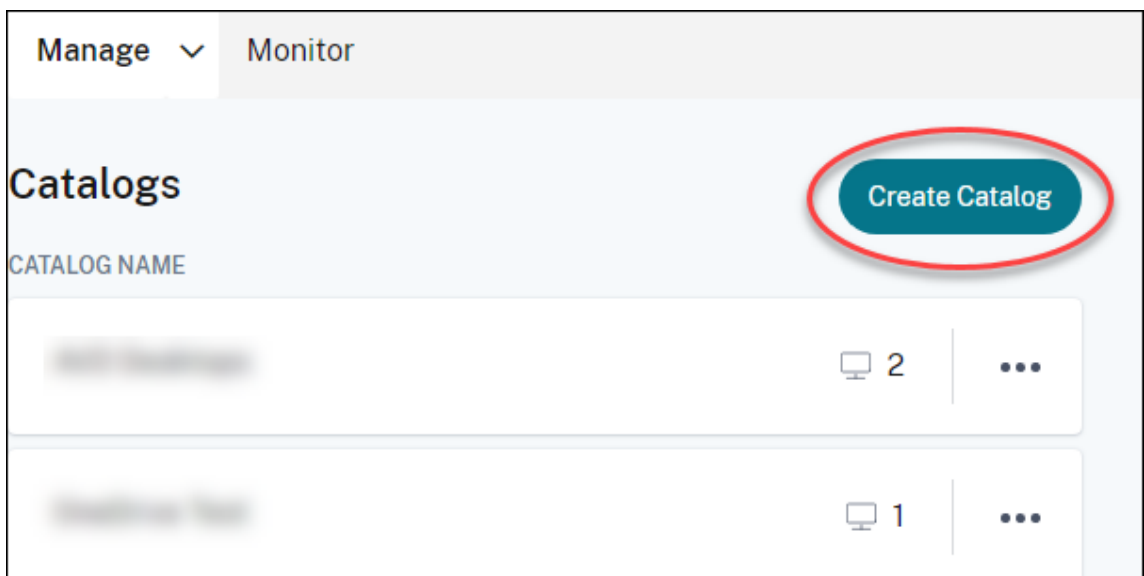 Manage Monitor
Catalogs
Create Catalog
CATALOG NAME
2
1